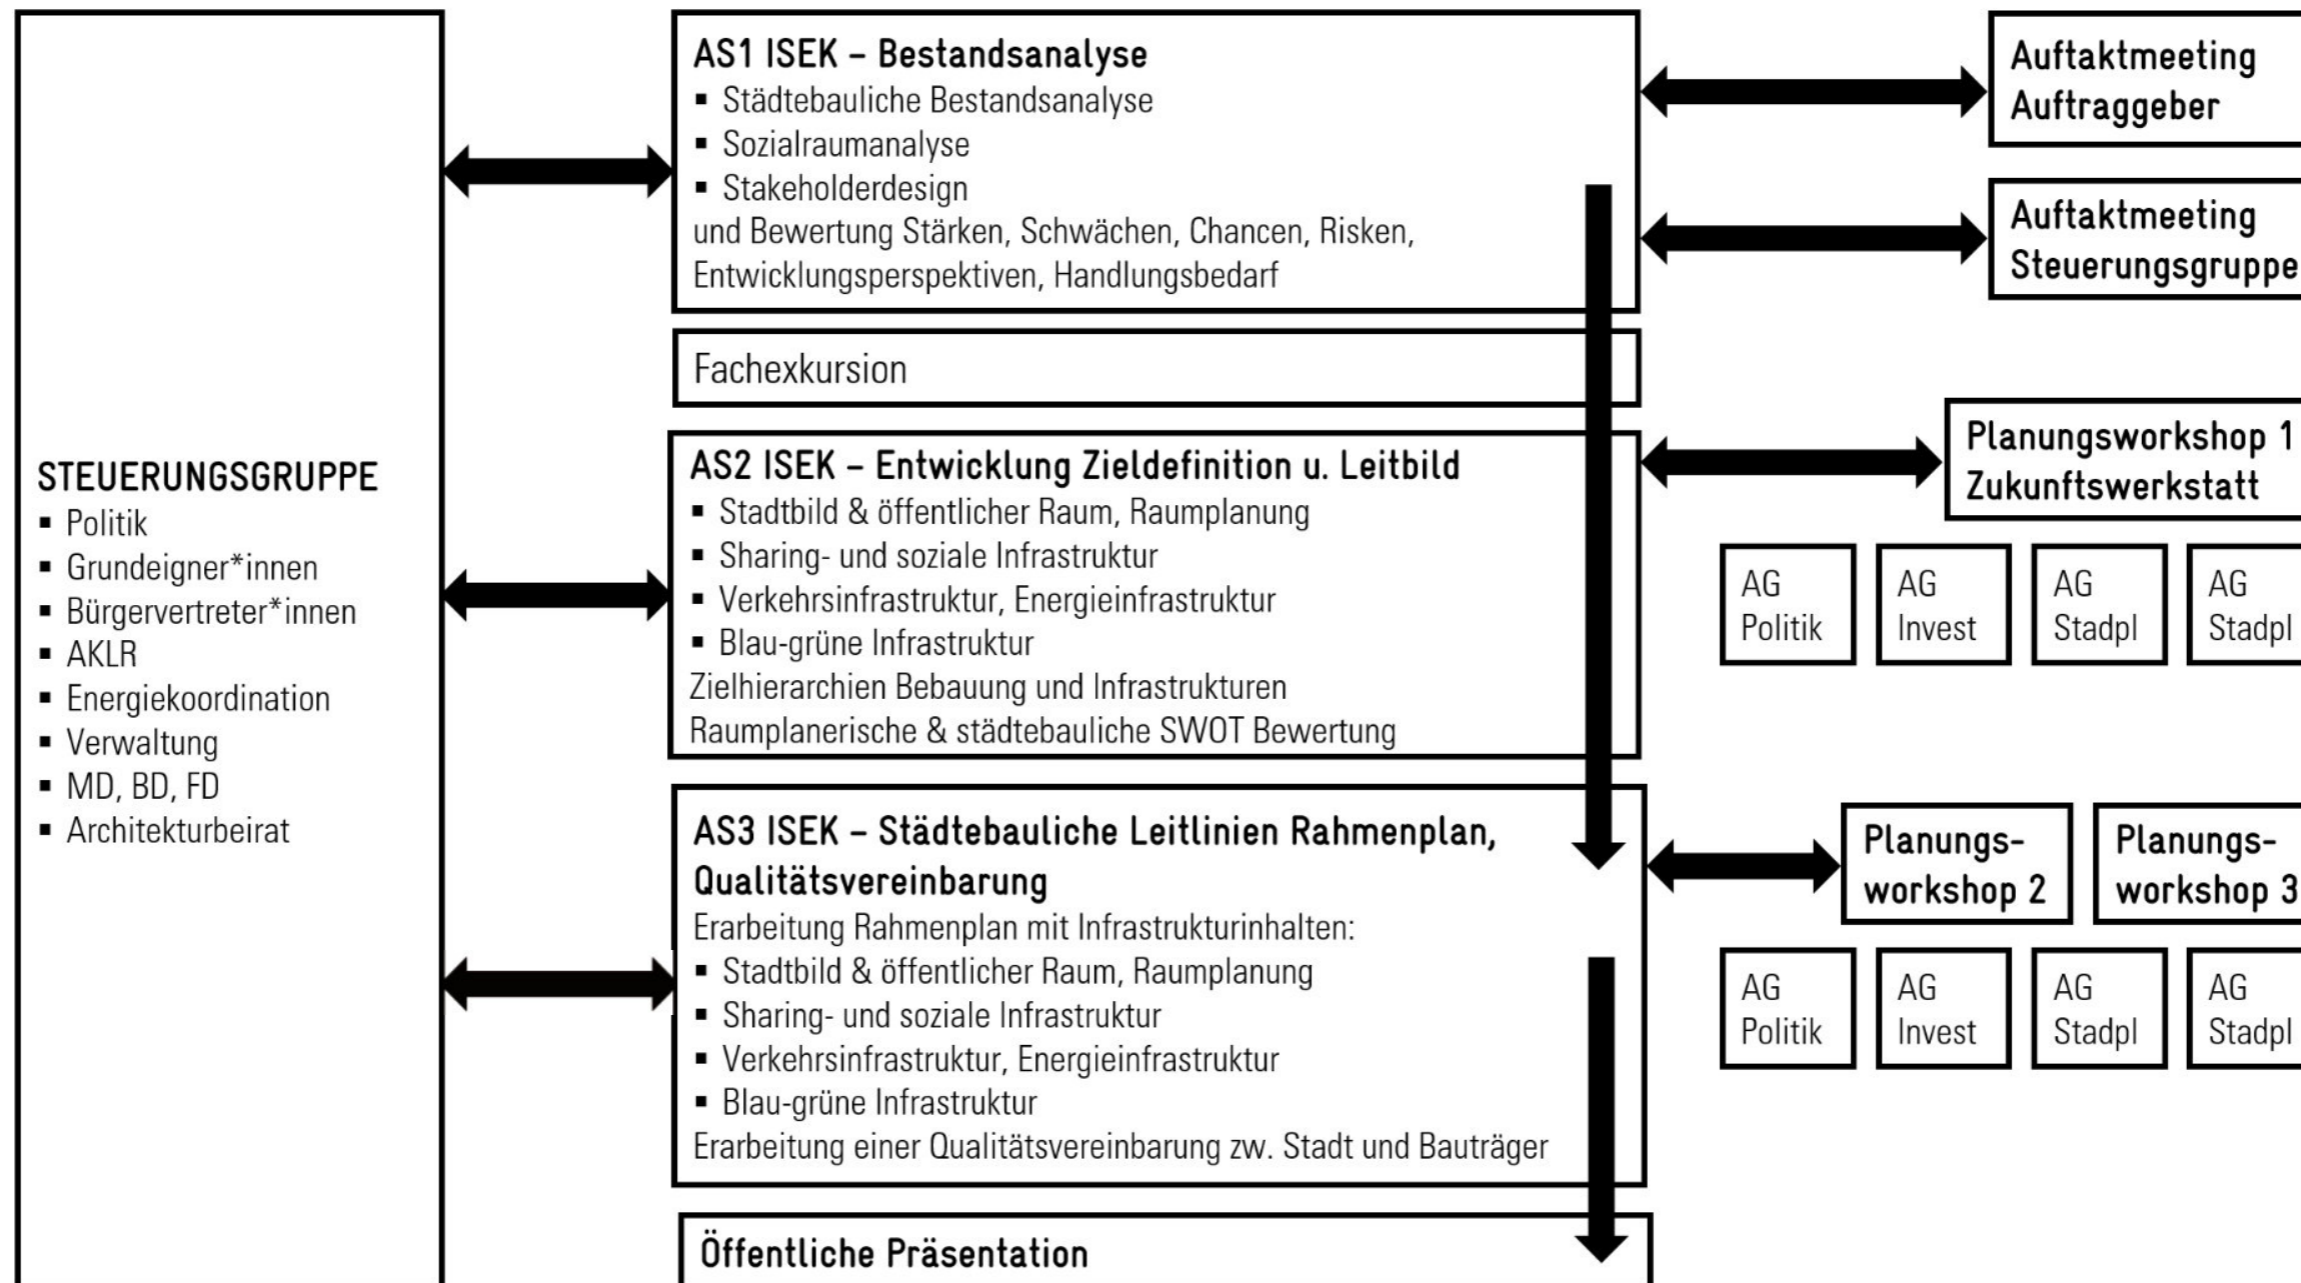 STEUERUNGSGRUPPE
▪ Politik
▪ Grundeigner*innen
▪ Bürgervertreter*innen
▪ AKLR
▪ Energiekoordination
▪ Verwaltung
▪ MD, BD, FD
▪ Architekturbeirat
AS1 ISEK – Bestandsanalyse
▪ Städtebauliche Bestandsanalyse
▪ Sozialraumanalyse
▪ Stakeholderdesign
und Bewertung Stärken, Schwächen, Chancen, Risken,
Entwicklungsperspektiven, Handlungsbedarf
Auftaktmeeting
Auftraggeber
Auftaktmeeting
Steuerungsgruppe
Fachexkursion
AS2 ISEK – Entwicklung Zieldefinition u. Leitbild
▪ Stadtbild & öffentlicher Raum, Raumplanung
▪ Sharing- und soziale Infrastruktur
▪ Verkehrsinfrastruktur, Energieinfrastruktur
▪ Blau-grüne Infrastruktur
Zielhierarchien Bebauung und Infrastrukturen
Raumplanerische & städtebauliche SWOT Bewertung
Planungsworkshop 1
Zukunftswerkstatt
AG
Politik
AG
Invest
AG
Stadpl
AG
Stadpl
AS3 ISEK – Städtebauliche Leitlinien Rahmenplan,
Qualitätsvereinbarung
Erarbeitung Rahmenplan mit Infrastrukturinhalten:
▪ Stadtbild & öffentlicher Raum, Raumplanung
▪ Sharing- und soziale Infrastruktur
▪ Verkehrsinfrastruktur, Energieinfrastruktur
▪ Blau-grüne Infrastruktur
Erarbeitung einer Qualitätsvereinbarung zw. Stadt und Bauträger
Planungs-
workshop 2
Planungs-
workshop 3
AG
Politik
AG
Invest
AG
Stadpl
AG
Stadpl
Öffentliche Präsentation